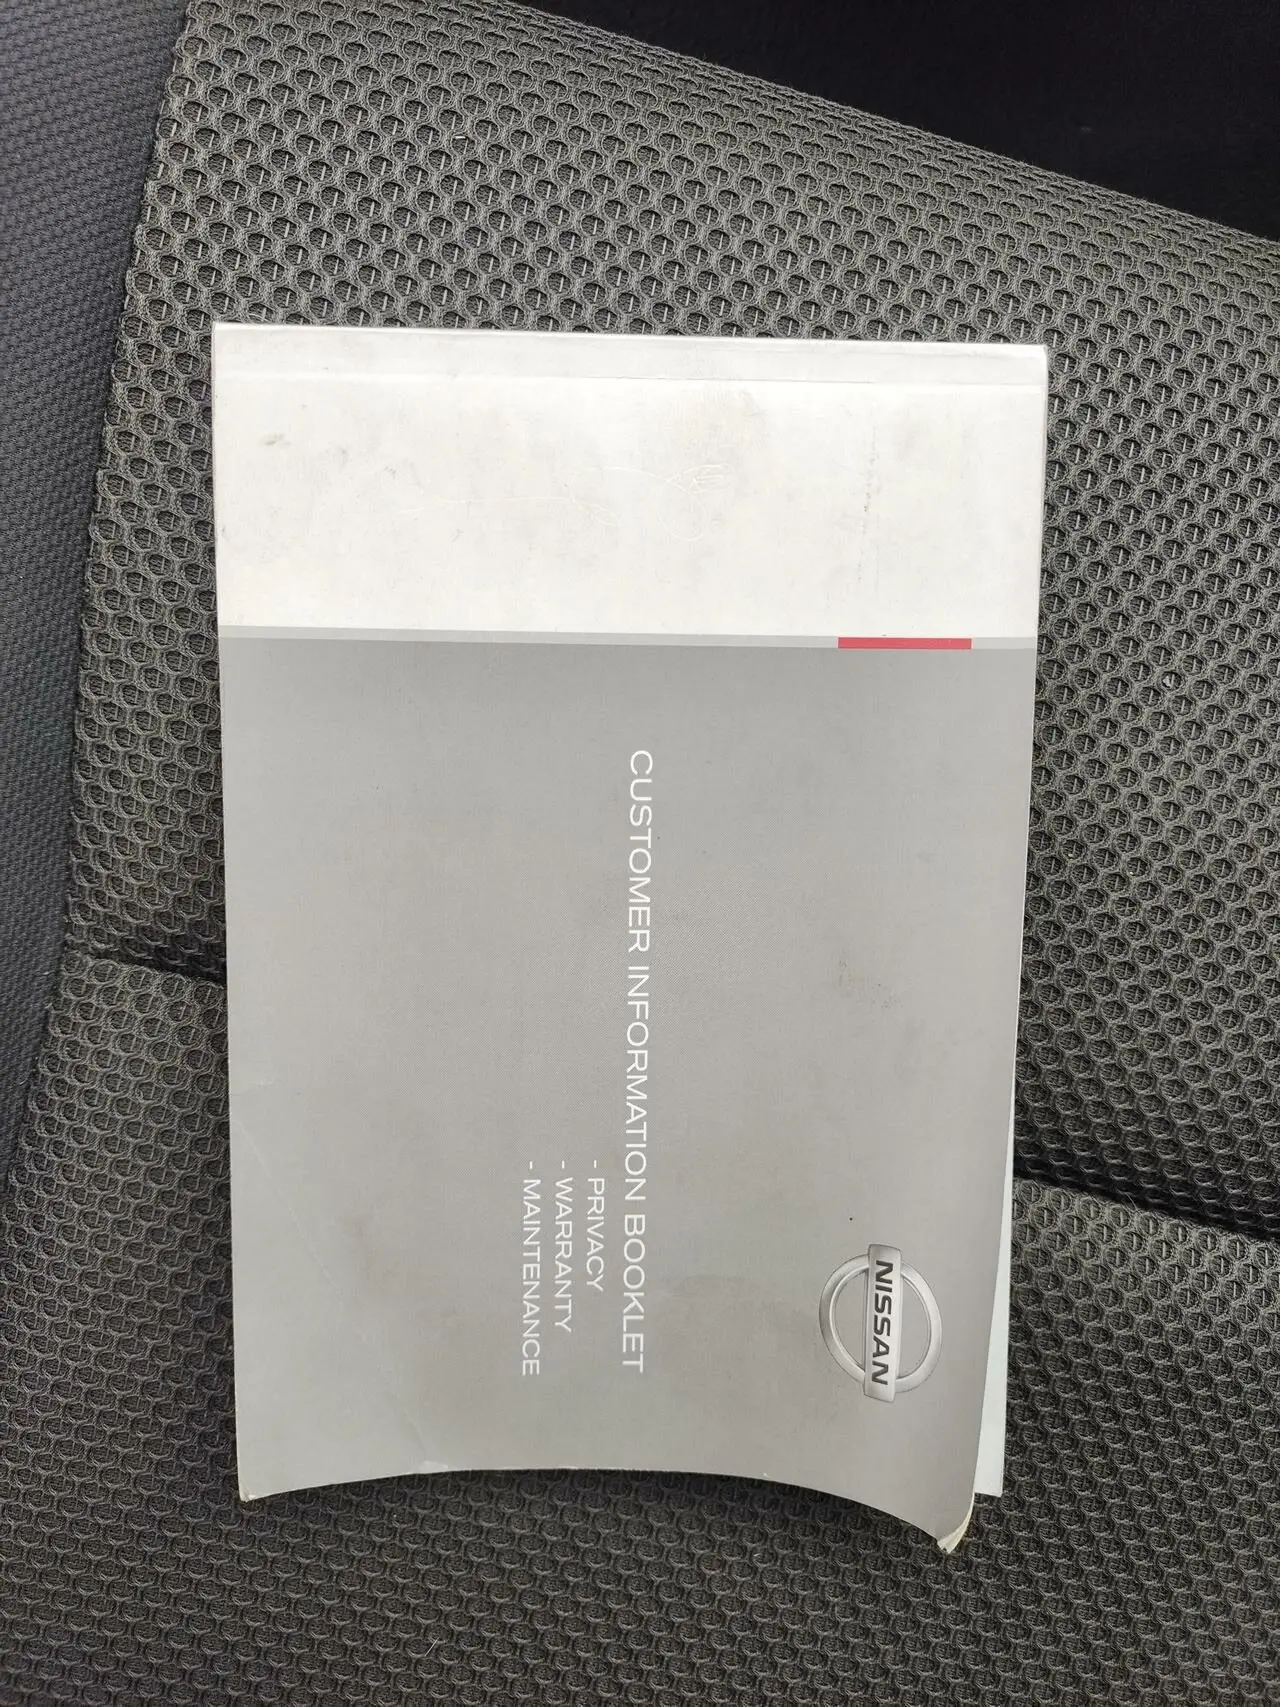 NISSAN
CUSTOMER INFORMATION BOOKLET
- PRIVACY
- WARRANTY
- MAINTENANCE